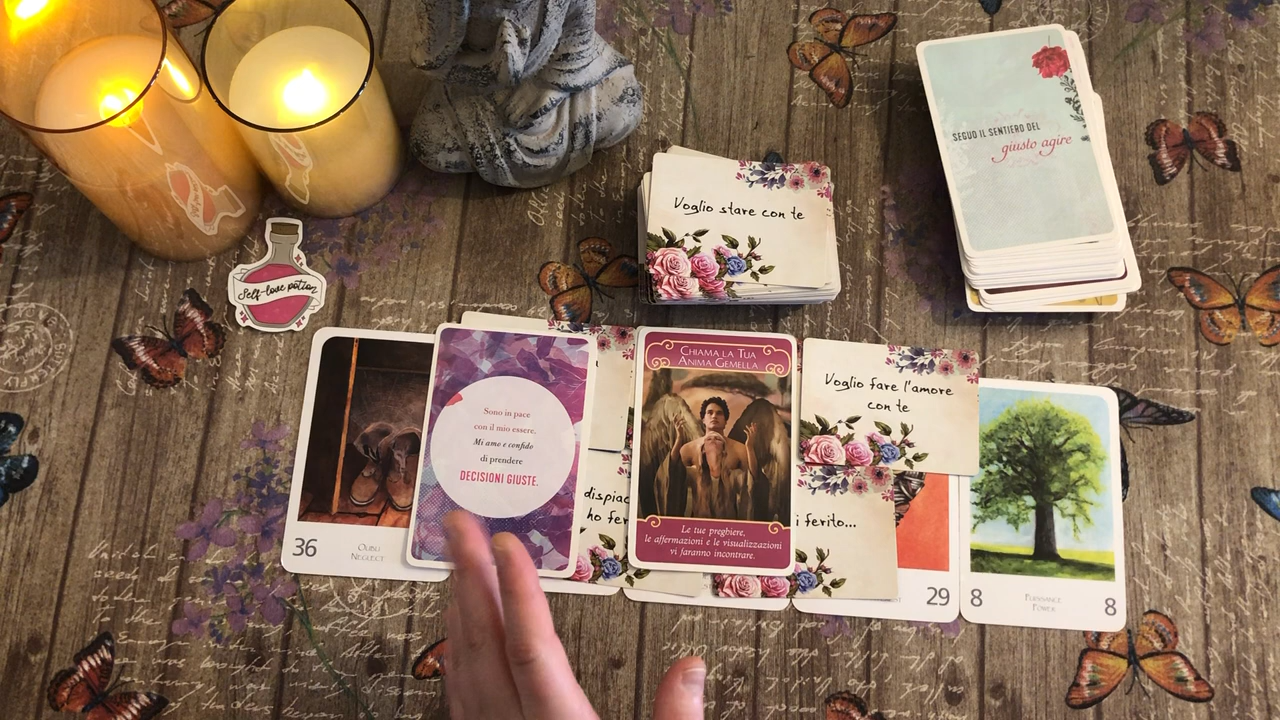 SEGUO IL SENTIERO DEL
giusto agire
Voglio stare con te
Self-love potion
CHIAMA LA TUA
ANIMA GEMELLA
Le tue preghiere,
le affermazioni e le visualizzazioni
vi faranno incontrare.
Voglio fare l'amore
con te
Sono in pace
con il mio essere.
Mi amo e confido
di prendere
DECISIONI GIUSTE.
dispiac
ho fer
i ferito...
36
OUBLI
NEGLECT
29
8
PUISSANCE
POWER
8